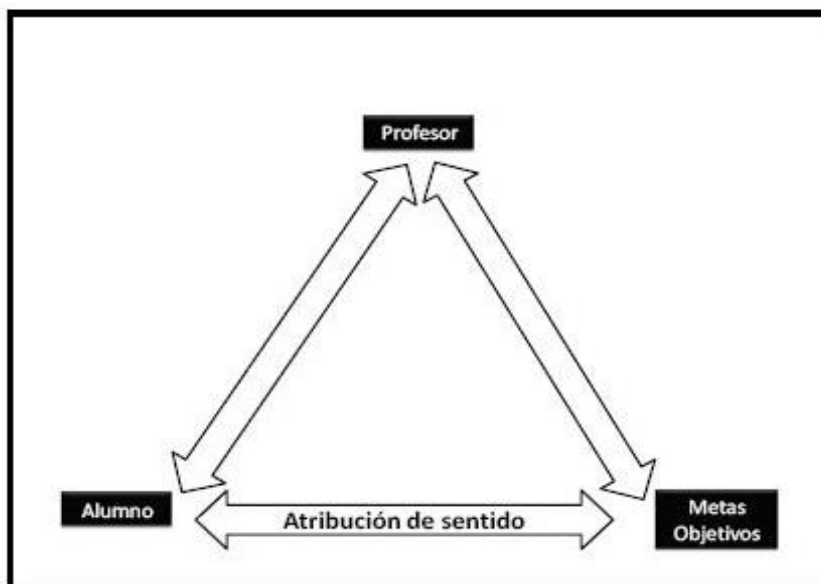 Profesor
Alumno
Atribución de sentido
Metas
Objetivos